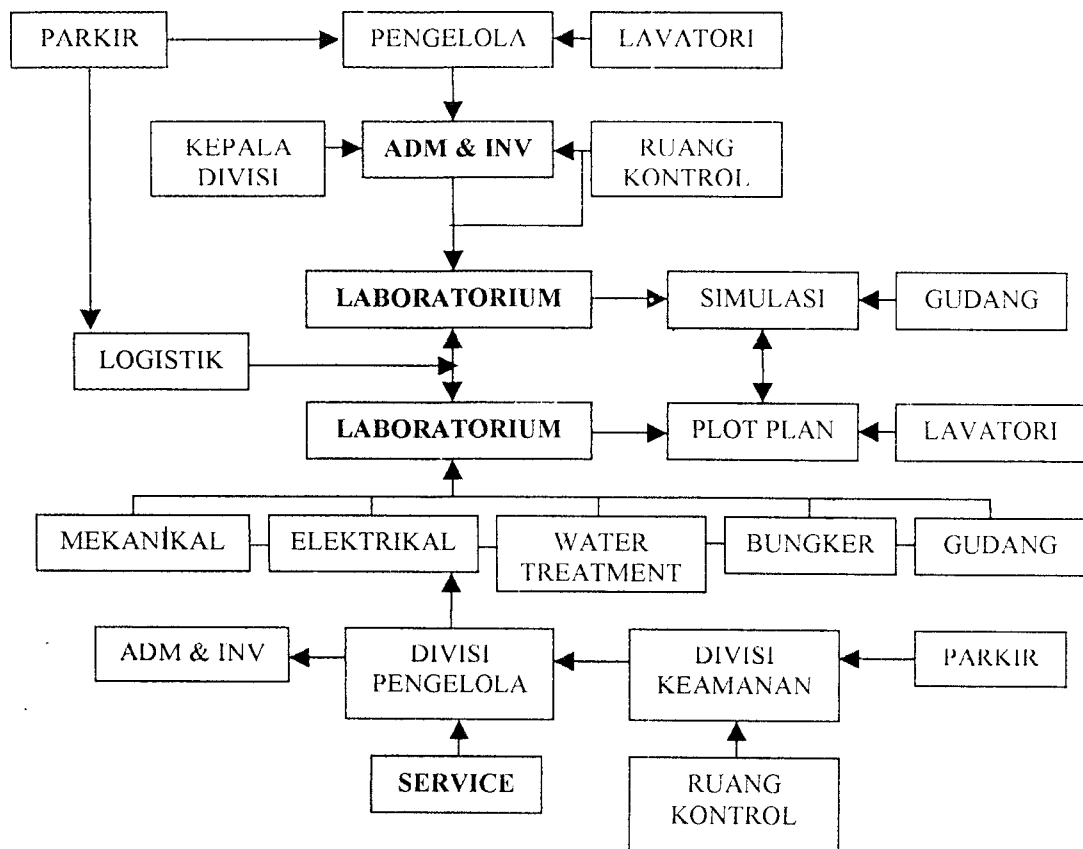 PARKIR
PENGELOLA
LAVATORI
KEPALA
DIVISI
ADM & INV
RUANG
KONTROL
LABORATORIUM
SIMULASI
GUDANG
LOGISTIK
LABORATORIUM
PLOT PLAN
LAVATORI
MEKANİKAL
ELEKTRIKAL
WATER
TREATMENT
BUNGKER
GUDANG
ADM & INV
DIVISI
PENGELOLA
DIVISI
KEAMANAN
PARKIR
SERVICE
RUANG
KONTROL